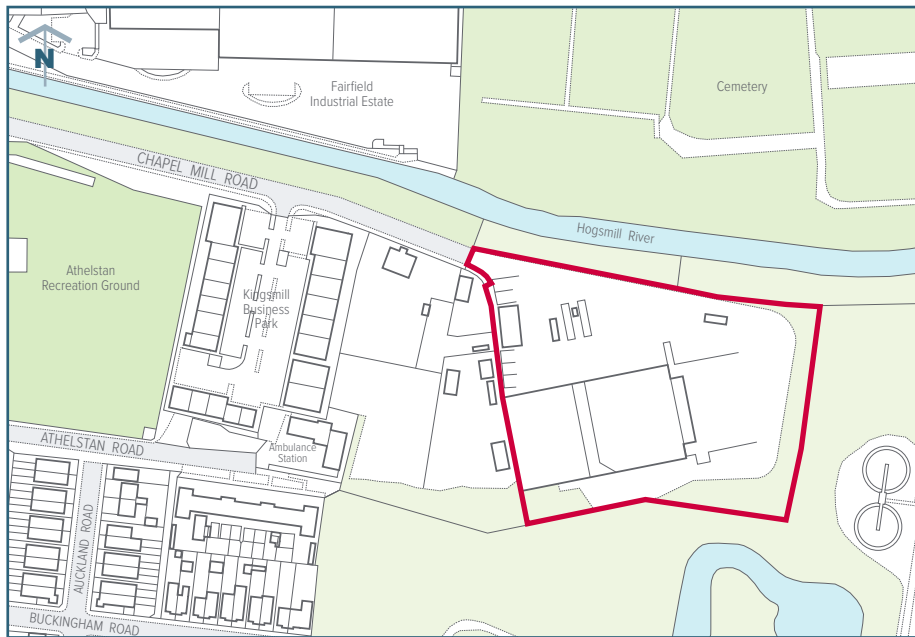 N
Fairfield
Industrial Estate
Cemetery
CHAPEL MILL ROAD
Hogsmill River
Athelstan
Recreation Ground
Kingsmill
Business
Park
ATHELSTAN ROAD
Ambulance
Station
AUCKLAND ROAD
BUCKINGHAM ROAD